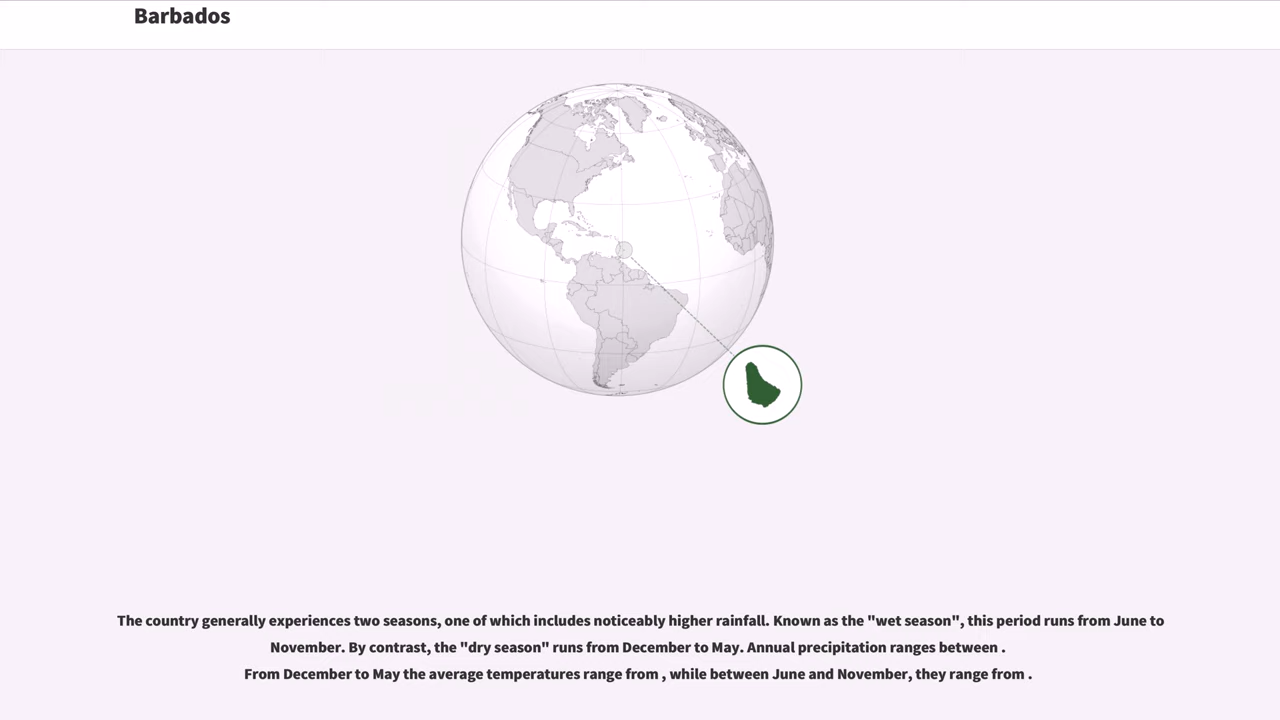 Barbados
The country generally experiences two seasons, one of which includes noticeably higher rainfall. Known as the "wet season", this period runs from June to
November. By contrast, the "dry season" runs from December to May. Annual precipitation ranges between .
From December to May the average temperatures range from , while between June and November, they range from .